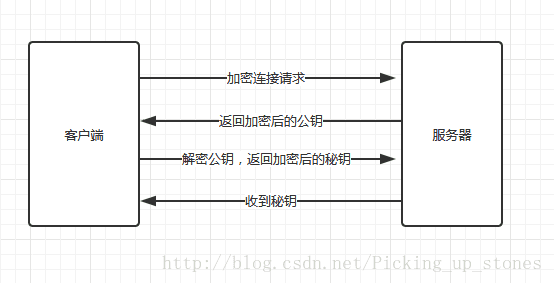 客户端
服务器
加密连接请求
返回加密后的公钥
解密公钥，返回加密后的秘钥
收到秘钥
http://blog.csdn.net/Picking_up_stones